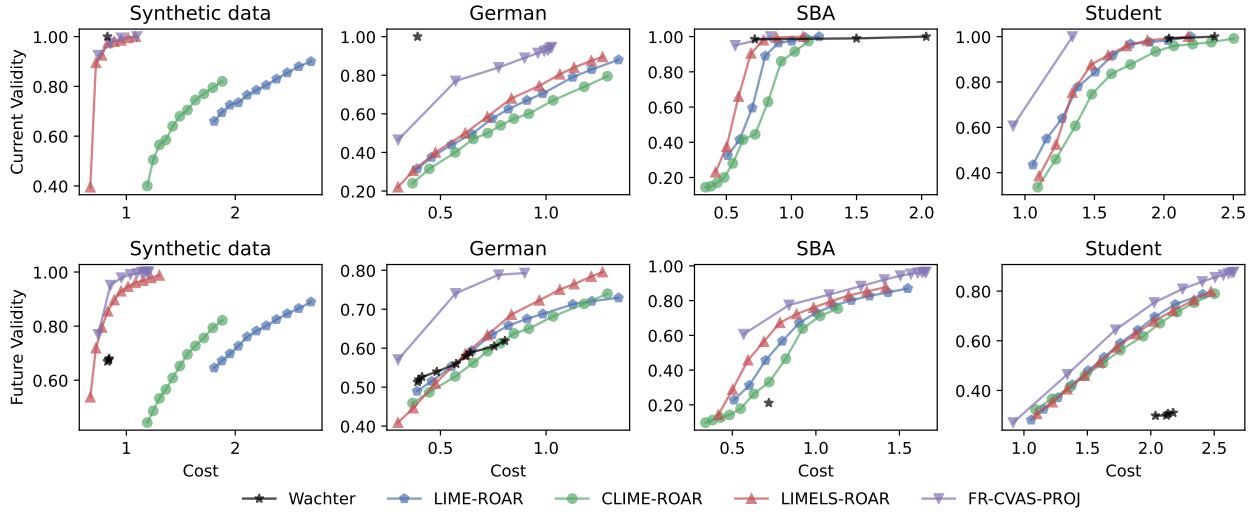 Synthetic data German SBA Student
Current Validity
1.00 0.80 0.60 0.40
1.00 0.80 0.60 0.40 0.20
1.00 0.80 0.60 0.40 0.20
1.00 0.80 0.60 0.40
1 2 0.5 1.0 0.5 1.0 1.5 2.0 1.0 1.5 2.0 2.5
Synthetic data German SBA Student
Future Validity
1.00 0.80 0.60
0.80 0.70 0.60 0.50 0.40
1.00 0.80 0.60 0.40 0.20
0.80 0.60 0.40
1 2 0.5 1.0 0.5 1.0 1.5 1.0 1.5 2.0 2.5
Cost Cost Cost Cost
Wachter LIME-ROAR CLIME-ROAR LIMELS-ROAR FR-CVAS-PROJ